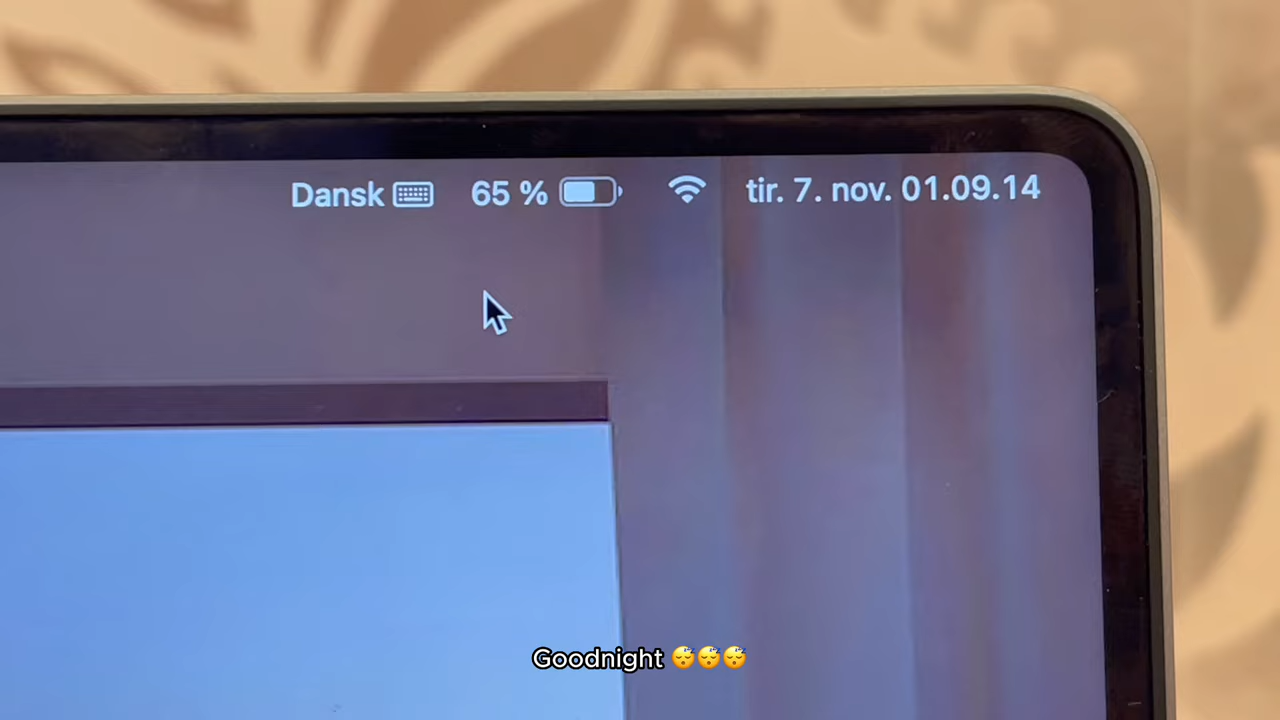 Dansk 65 % tir. 7. nov. 01.09.14
Goodnight 😴😴😴